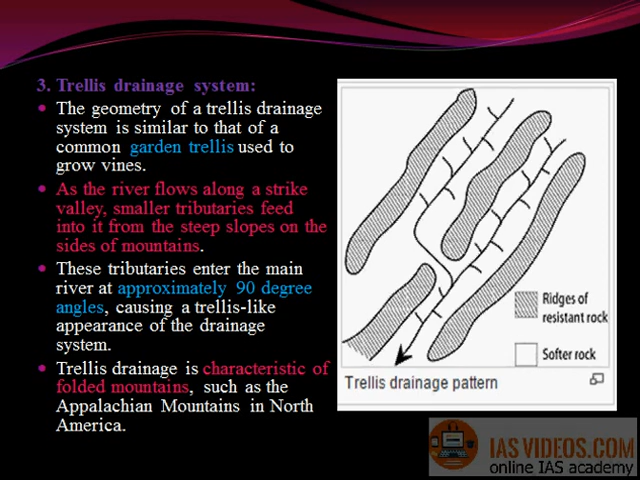 3. Trellis drainage system:
• The geometry of a trellis drainage
system is similar to that of a
common garden trellis used to
grow vines.
• As the river flows along a strike
valley, smaller tributaries feed
into it from the steep slopes on the
sides of mountains.
• These tributaries enter the main
river at approximately 90 degree
angles, causing a trellis-like
appearance of the drainage
system.
• Trellis drainage is characteristic of
folded mountains, such as the
Appalachian Mountains in North
America.
Ridges of
resistant rock
Softer rock
Trellis drainage pattern
IASVIDEOS.COM
online IAS academy